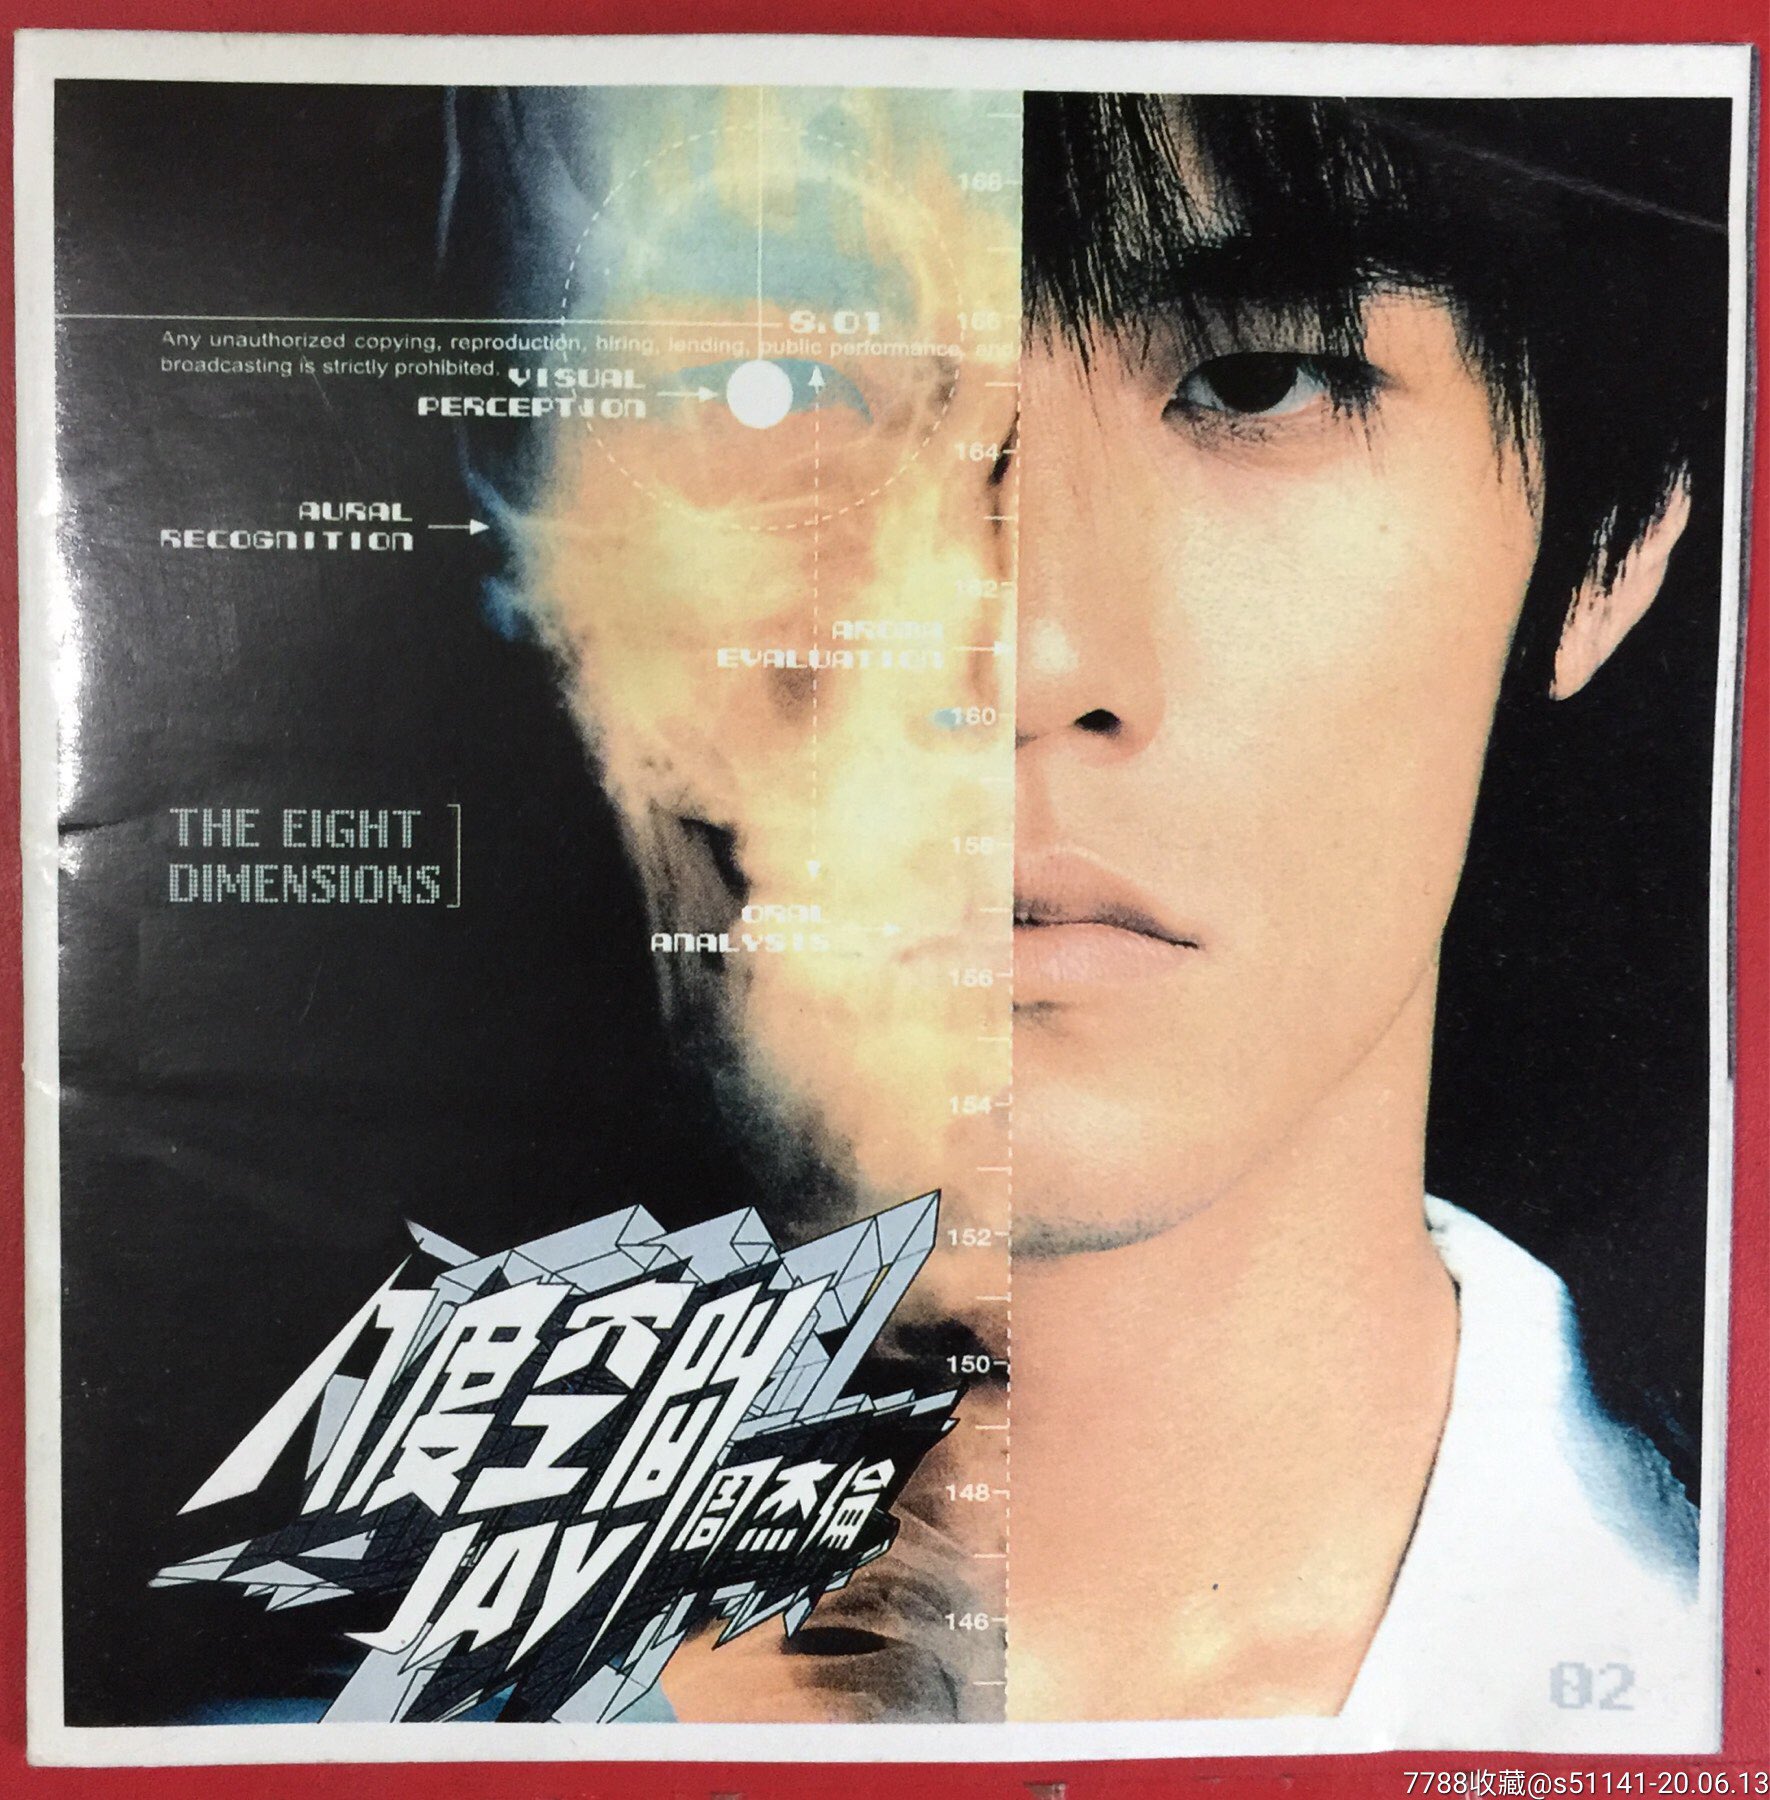 168
S.01
166
Any unauthorized copying, reproduction, hiring, lending, public performance, and
broadcasting is strictly prohibited.
VISUAL
PERCEPTION
164
AURAL
RECOGNITION
162
AROMA
EVALUATION
160
THE EIGHT
DIMENSIONS
158
ORAL
ANALYSIS
156
154
152
150
八度空間
周杰倫
JAY
148
146
02
7788收藏@s51141-20.06.13